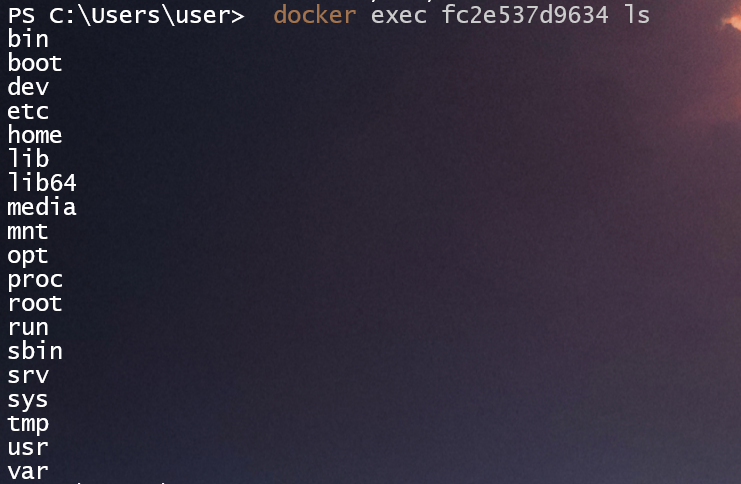 PS C:\Users\user>  docker exec fc2e537d9634 ls
bin
boot
dev
etc
home
lib
lib64
media
mnt
opt
proc
root
run
sbin
srv
sys
tmp
usr
var